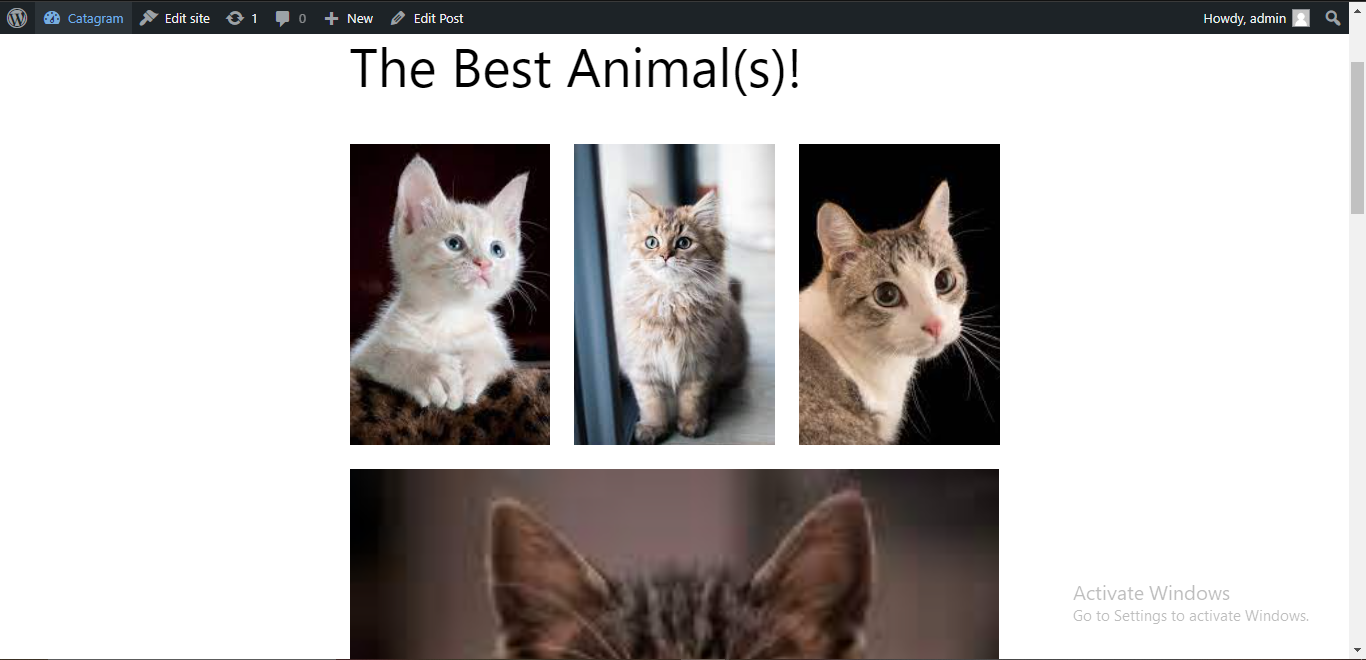 Catagram Edit site 1 0 New Edit Post Howdy, admin
The Best Animal(s)!
Activate Windows
Go to Settings to activate Windows.